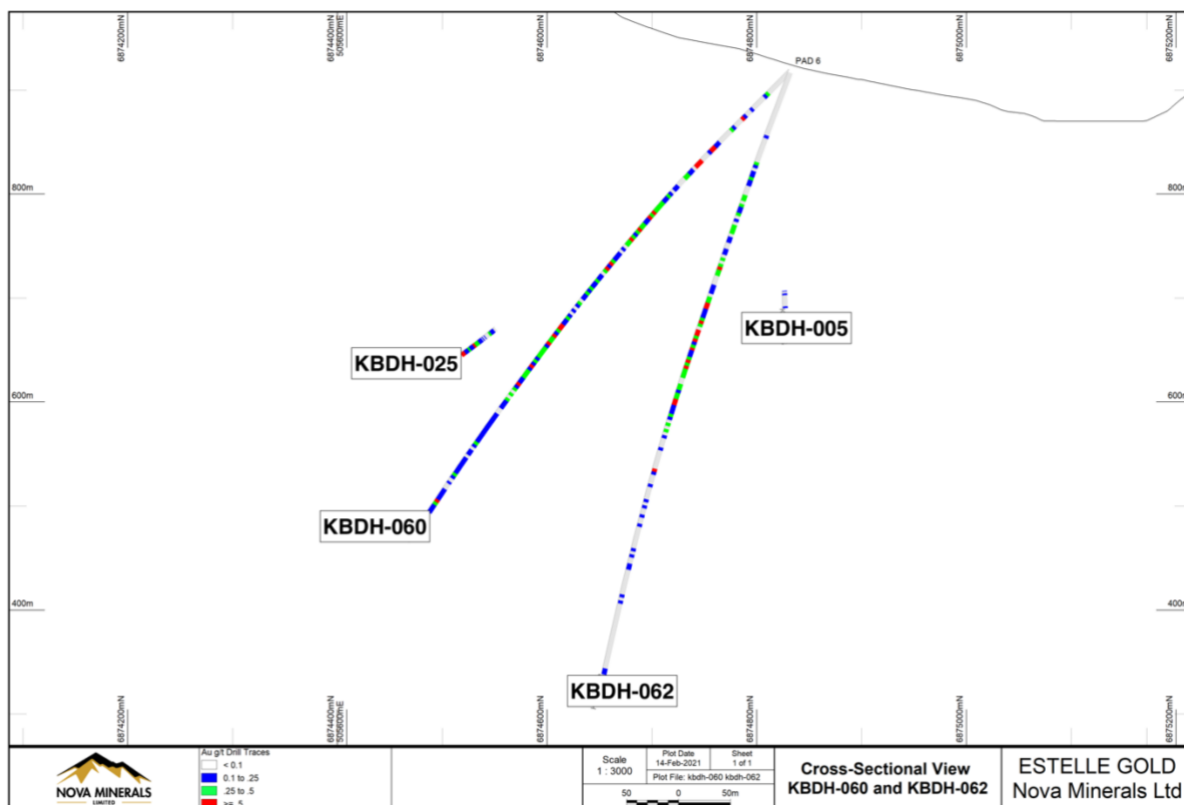 6874200mN
6874400mN
505600mE
6874600mN
6874800mN
6875000mN
6875200mN
PAD 6
800m
800m
KBDH-005
KBDH-025
600m
600m
KBDH-060
400m
400m
KBDH-062
6874200mN
6874400mN
505600mE
6874600mN
6874800mN
6875000mN
6875200mN
NOVA MINERALS
LIMITED
Au g/t Drill Traces
< 0.1
0.1 to .25
.25 to .5
>= .5
Scale
1 : 3000
Plot Date
14-Feb-2021
Sheet
1 of 1
Plot File: kbdh-060 kbdh-062
50
0
50m
Cross-Sectional View
KBDH-060 and KBDH-062
ESTELLE GOLD
Nova Minerals Ltd